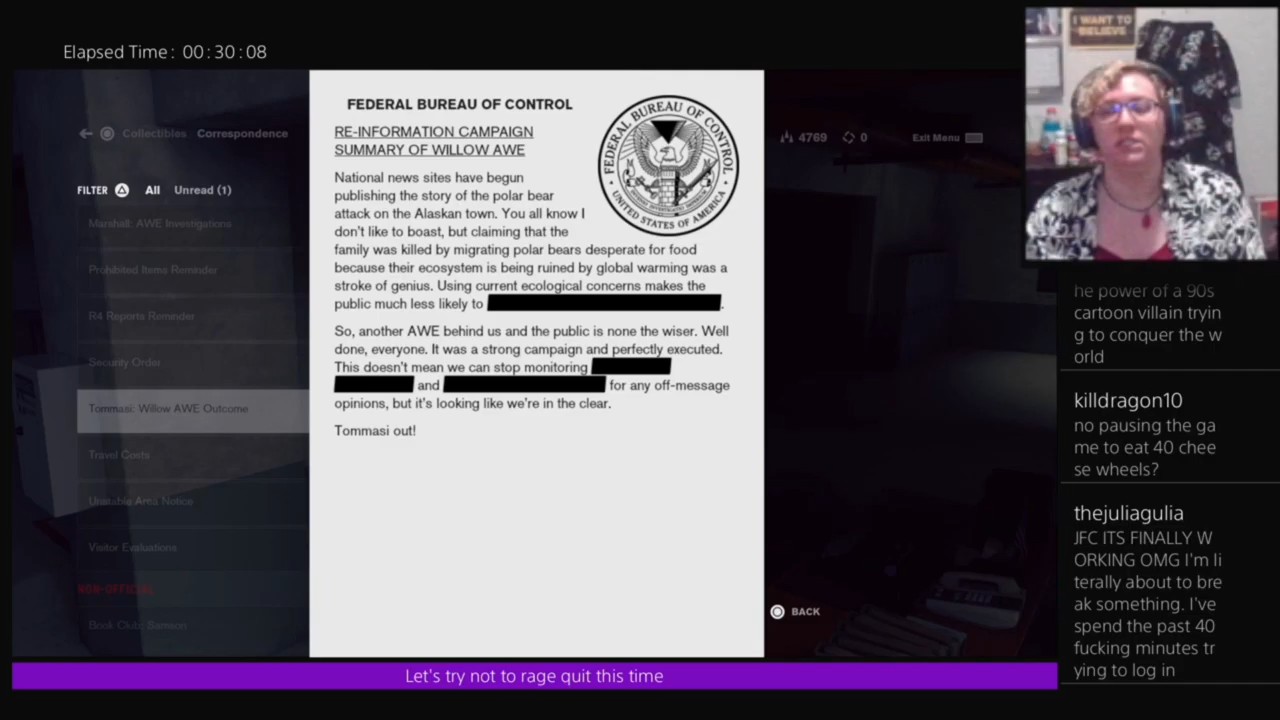 Elapsed Time: 00:30:08
I WANT TO
BELIEVE
← Collectibles Correspondence
4769 0 Exit Menu
FILTER All Unread (1)
Marshall: AWE Investigations
Prohibited Items Reminder
R4 Reports Reminder
Security Order
Tommasi: Willow AWE Outcome
Travel Costs
Unstable Area Notice
Visitor Evaluations
NON-OFFICIAL
Book Club: Samson
FEDERAL BUREAU OF CONTROL
RE-INFORMATION CAMPAIGN
SUMMARY OF WILLOW AWE
FEDERAL BUREAU OF CONTROL
UNITED STATES OF AMERICA
National news sites have begun
publishing the story of the polar bear
attack on the Alaskan town. You all know I
don't like to boast, but claiming that the
family was killed by migrating polar bears desperate for food
because their ecosystem is being ruined by global warming was a
stroke of genius. Using current ecological concerns makes the
public much less likely to .
So, another AWE behind us and the public is none the wiser. Well
done, everyone. It was a strong campaign and perfectly executed.
This doesn't mean we can stop monitoring
and for any off-message
opinions, but it's looking like we're in the clear.
Tommasi out!
BACK
he power of a 90s
cartoon villain tryin
g to conquer the w
orld
killdragon10
no pausing the ga
me to eat 40 chee
se wheels?
thejuliagulia
JFC ITS FINALLY W
ORKING OMG I'm li
terally about to bre
ak something. I've
spend the past 40
fucking minutes tr
ying to log in
Let's try not to rage quit this time